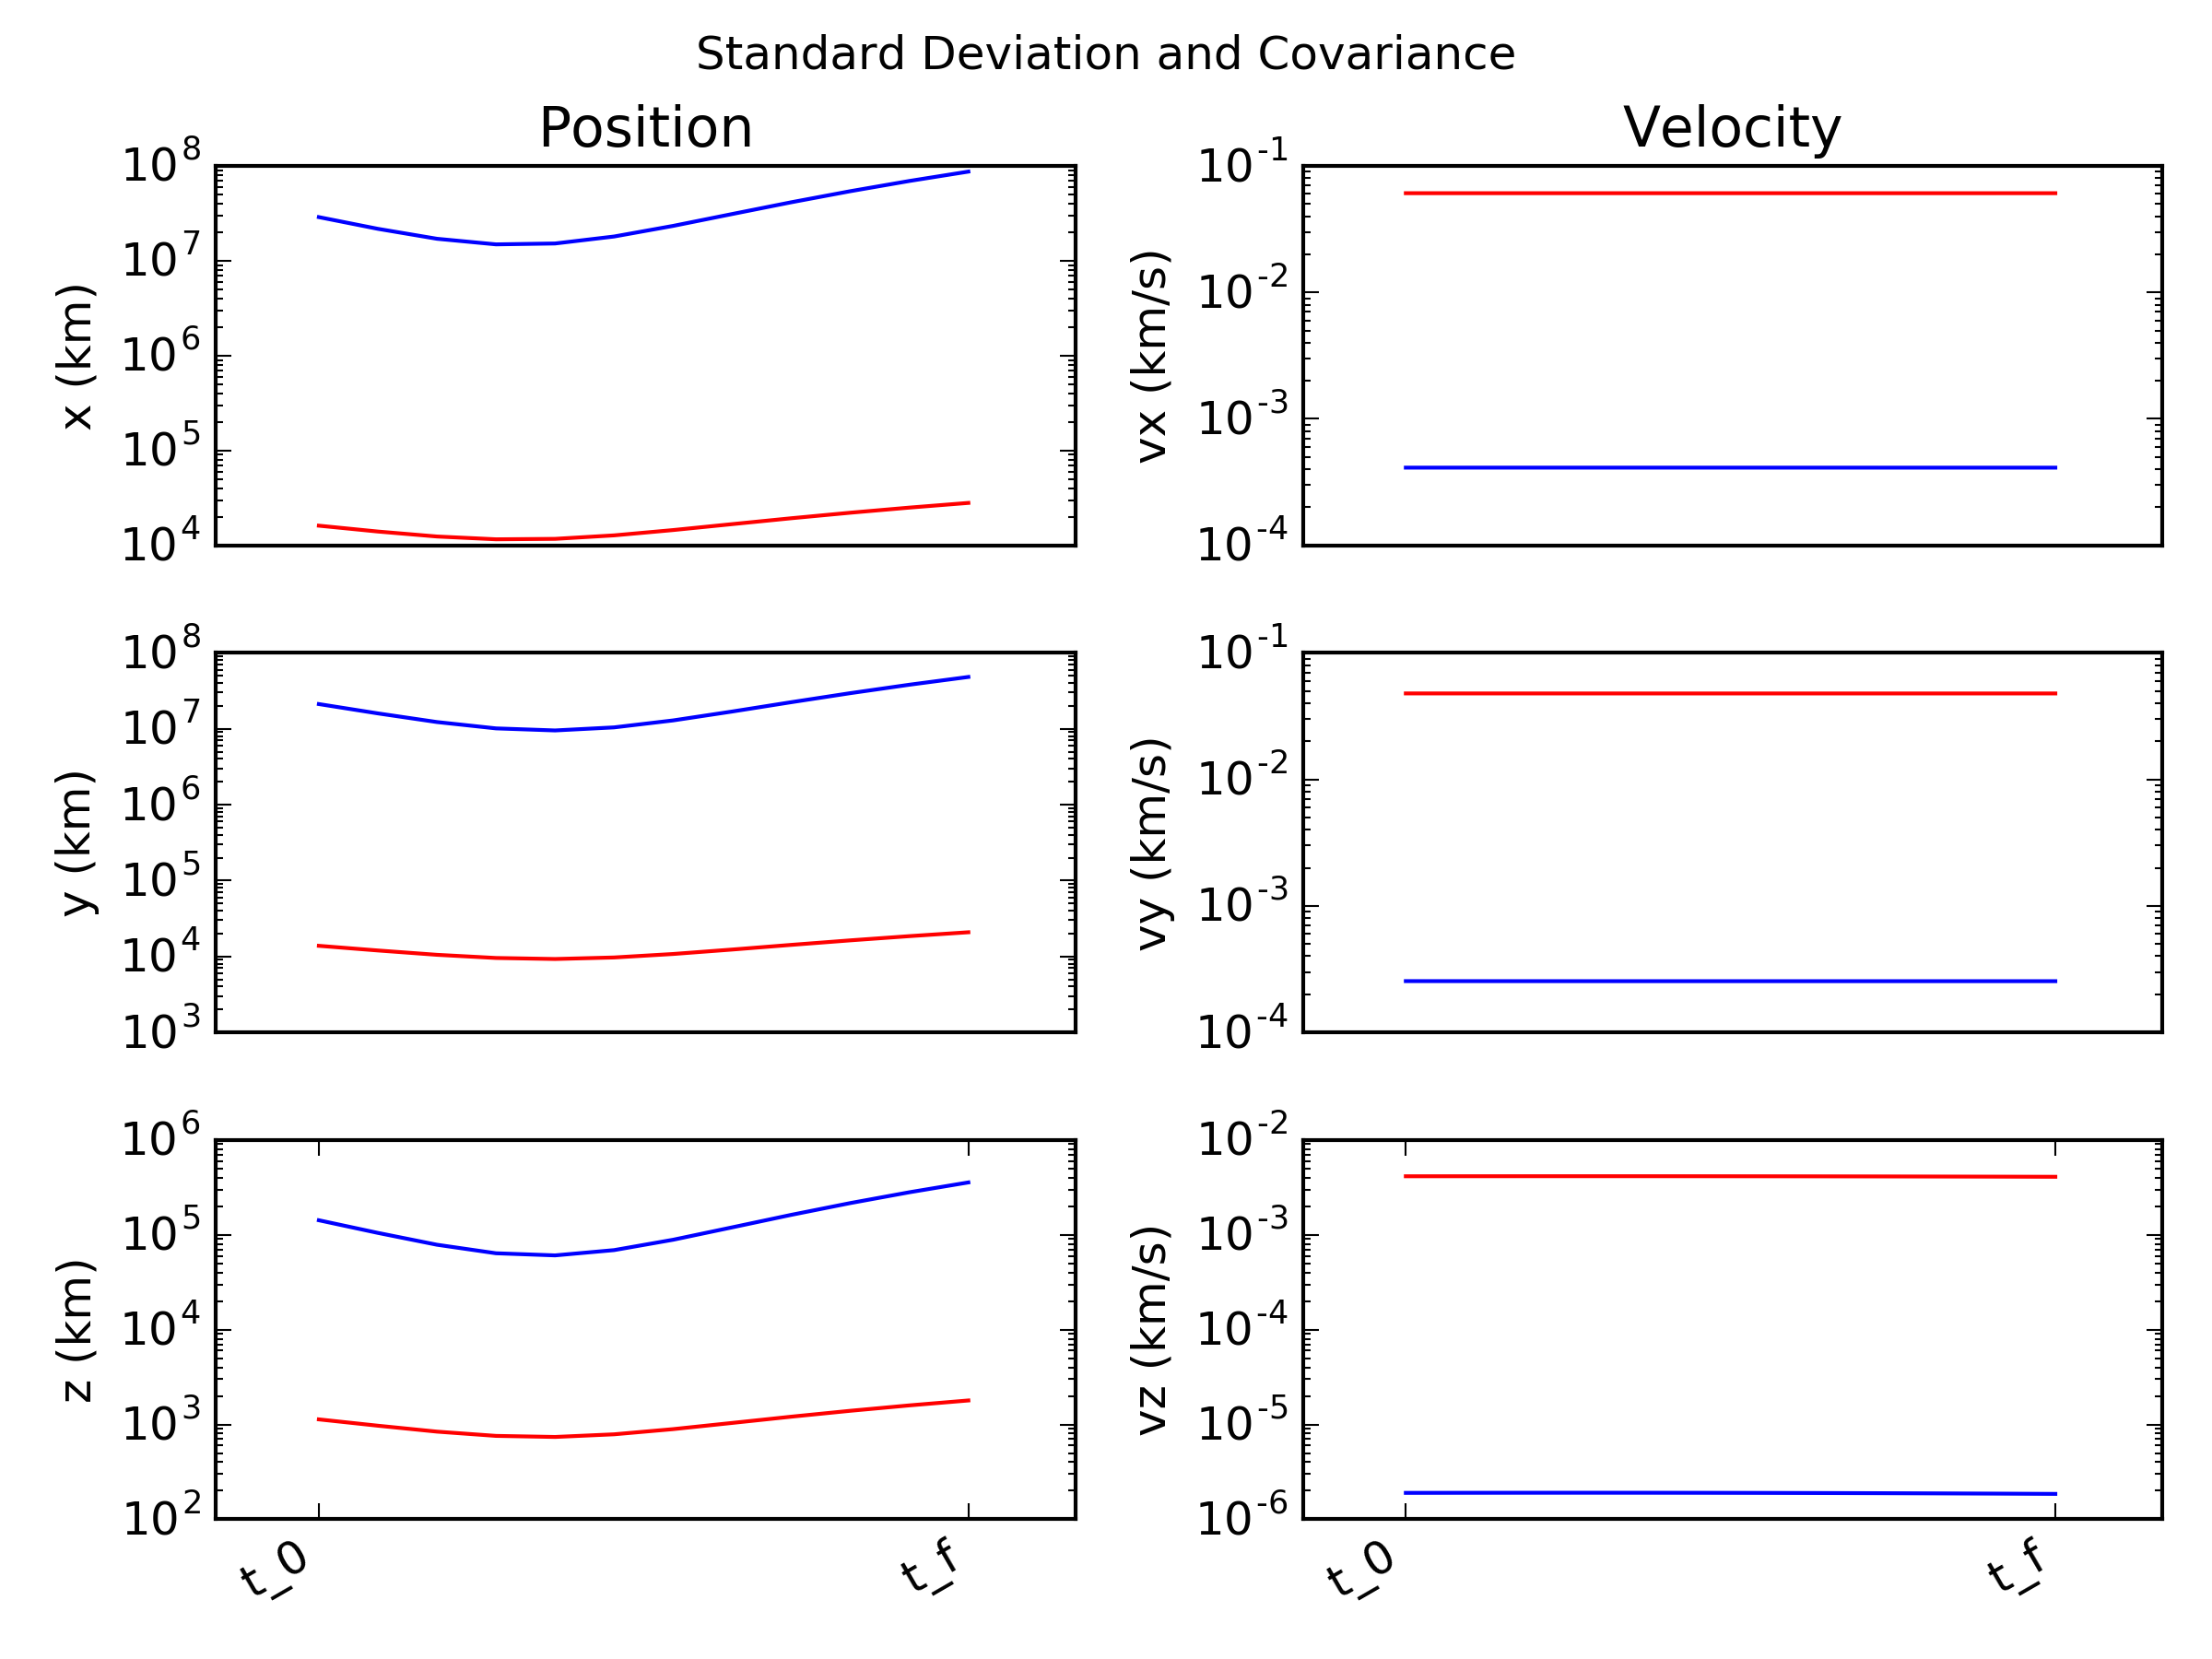 Standard Deviation and Covariance
Position
Velocity
x (km)
10^8
10^7
10^6
10^5
10^4
vx (km/s)
10^-1
10^-2
10^-3
10^-4
y (km)
10^8
10^7
10^6
10^5
10^4
10^3
vy (km/s)
10^-1
10^-2
10^-3
10^-4
z (km)
10^6
10^5
10^4
10^3
10^2
vz (km/s)
10^-2
10^-3
10^-4
10^-5
10^-6
t_0
t_f
t_0
t_f